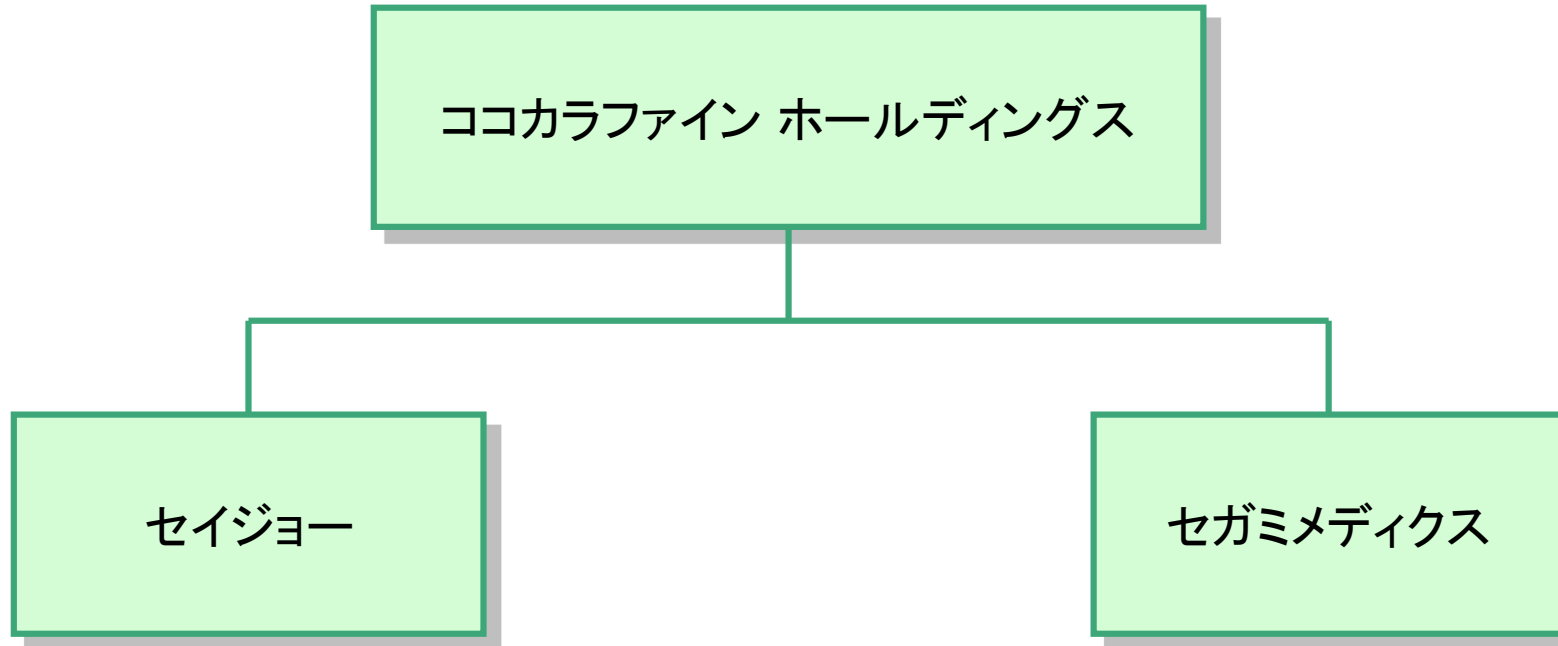 ココカラファイン ホールディングス
セイジョー
セガミメディクス